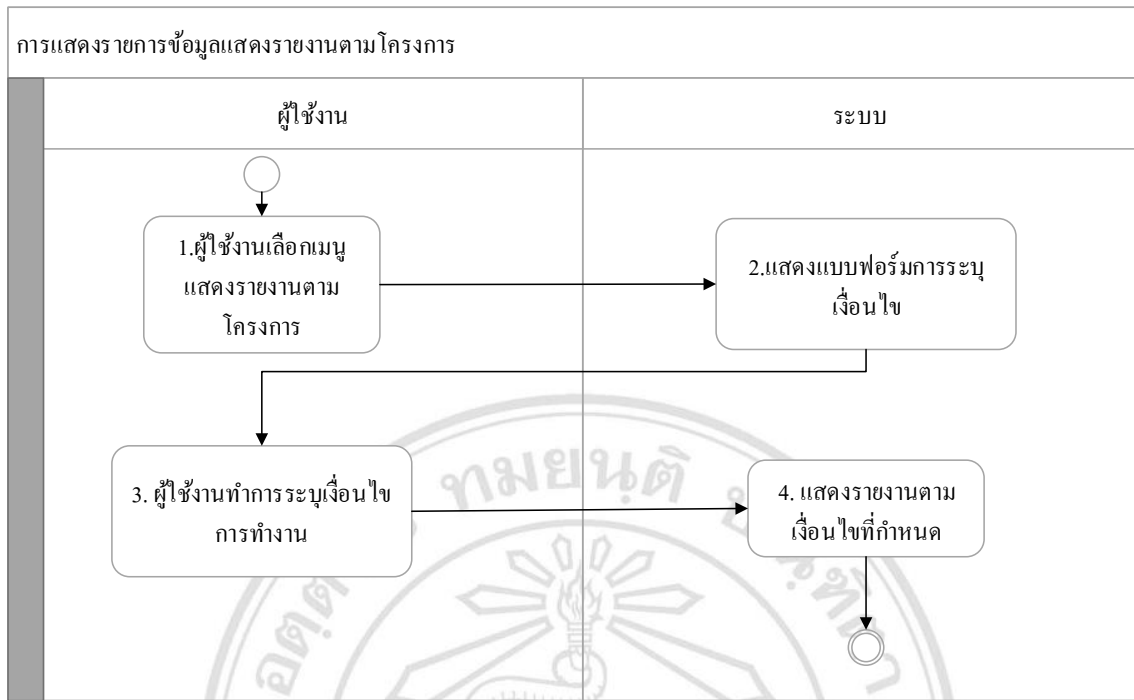 การแสดงรายการข้อมูลแสดงรายงานตามโครงการ
ผู้ใช้งาน
ระบบ
1.ผู้ใช้งานเลือกเมนู
แสดงรายงานตาม
โครงการ
2.แสดงแบบฟอร์มการระบุ
เงื่อนไข
3. ผู้ใช้งานทำการระบุเงื่อนไข
การทำงาน
4. แสดงรายงานตาม
เงื่อนไขที่กำหนด
ทมยนฺติ